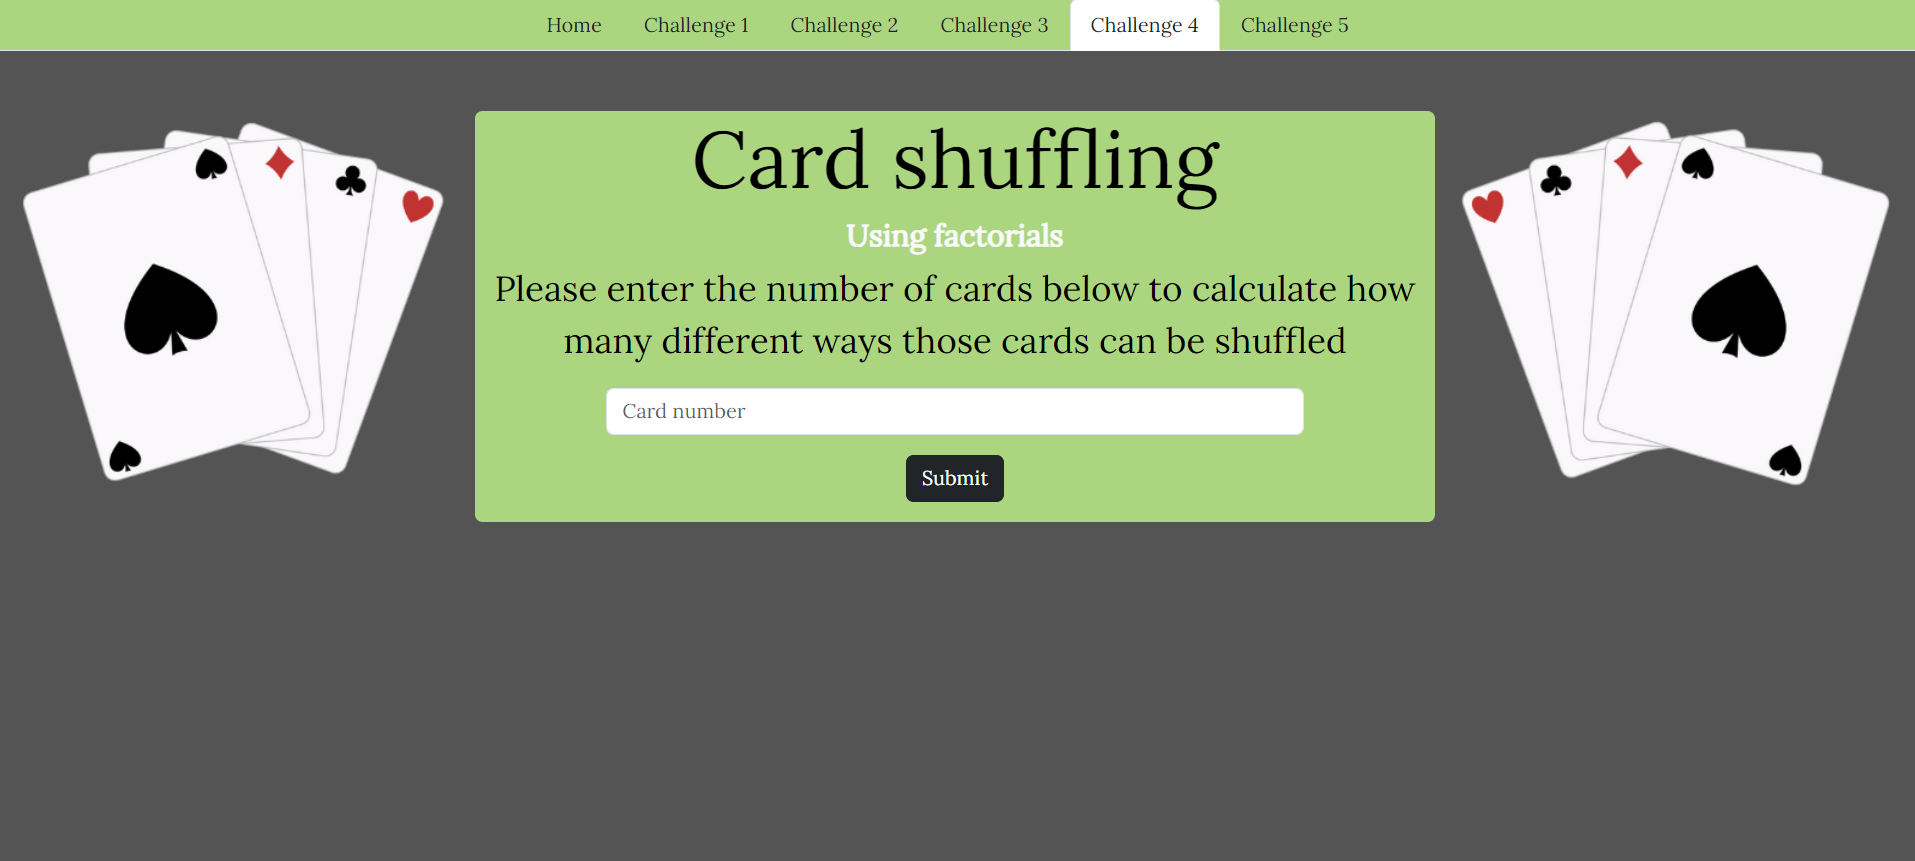 Home Challenge 1 Challenge 2 Challenge 3 Challenge 4 Challenge 5
Card shuffling
Using factorials
Please enter the number of cards below to calculate how
many different ways those cards can be shuffled
Card number
Submit